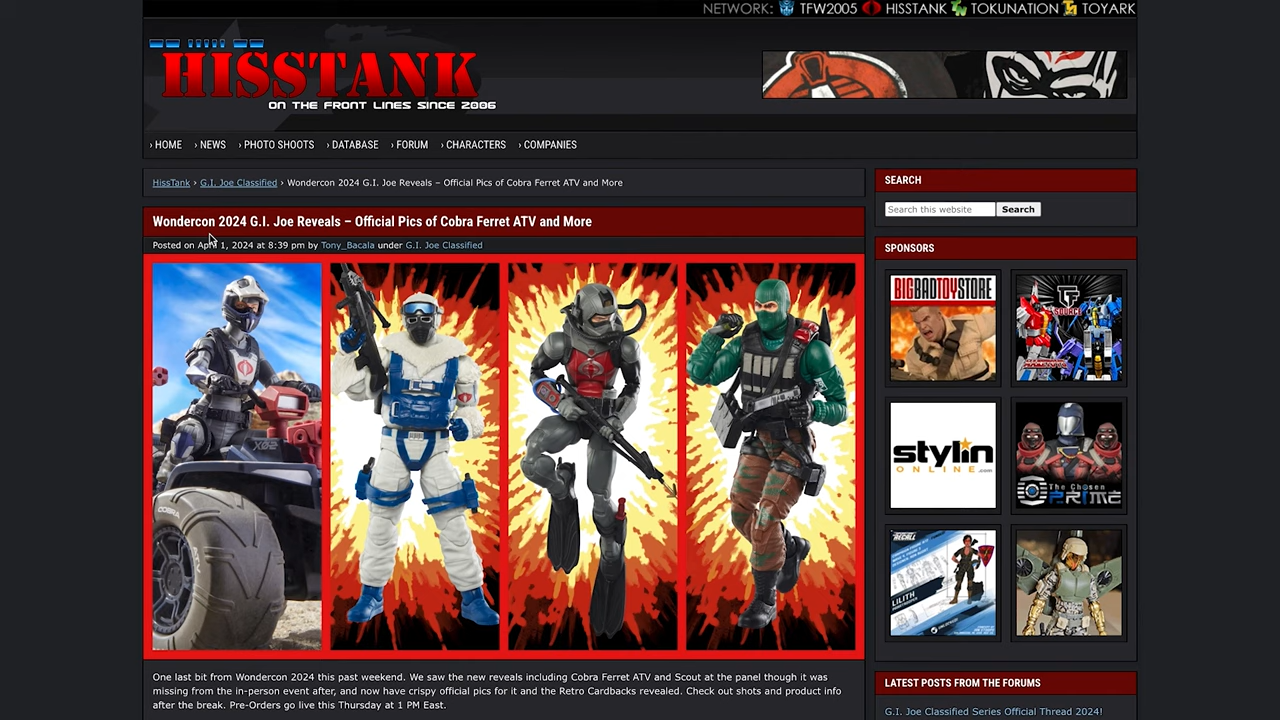 NETWORK: TFW2005 HISSTANK TOKUNATION TOYARK
HISSTANK
ON THE FRONT LINES SINCE 2006
› HOME › NEWS › PHOTO SHOOTS › DATABASE › FORUM › CHARACTERS › COMPANIES
HissTank › G.I. Joe Classified › Wondercon 2024 G.I. Joe Reveals – Official Pics of Cobra Ferret ATV and More
Wondercon 2024 G.I. Joe Reveals – Official Pics of Cobra Ferret ATV and More
Posted on April 1, 2024 at 8:39 pm by Tony_Bacala under G.I. Joe Classified
XG2
COBRA
One last bit from Wondercon 2024 this past weekend. We saw the new reveals including Cobra Ferret ATV and Scout at the panel though it was
missing from the in-person event after, and now have crispy official pics for it and the Retro Cardbacks revealed. Check out shots and product info
after the break. Pre-Orders go live this Thursday at 1 PM East.
SEARCH
Search this website Search
SPONSORS
BIGBADTOYSTORE
TF
SOURCE
stylin
ONLINE.com
The Chosen
PRIME
RECALL
LILITH
LATEST POSTS FROM THE FORUMS
G.I. Joe Classified Series Official Thread 2024!